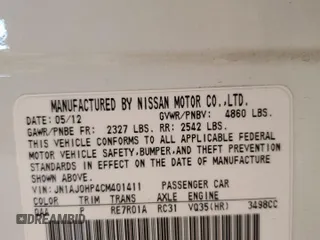 MANUFACTURED BY NISSAN MOTOR CO.,LTD.
DATE: 05/12 GVWR/PNBV: 4860 LBS.
GAWR/PNBE FR: 2327 LBS. RR: 2542 LBS.
THIS VEHICLE CONFORMS TO ALL APPLICABLE FEDERAL
MOTOR VEHICLE SAFETY,BUMPER,AND THEFT PREVENTION
STANDARDS IN EFFECT ON THE DATE OF MANUFACTURE
SHOWN ABOVE.
VIN: JN1AJ0HP4CM401411 PASSENGER CAR
COLOR TRIM TRANS AXLE ENGINE
QAA P RE7R01A RC31 VQ35(HR) 3498CC